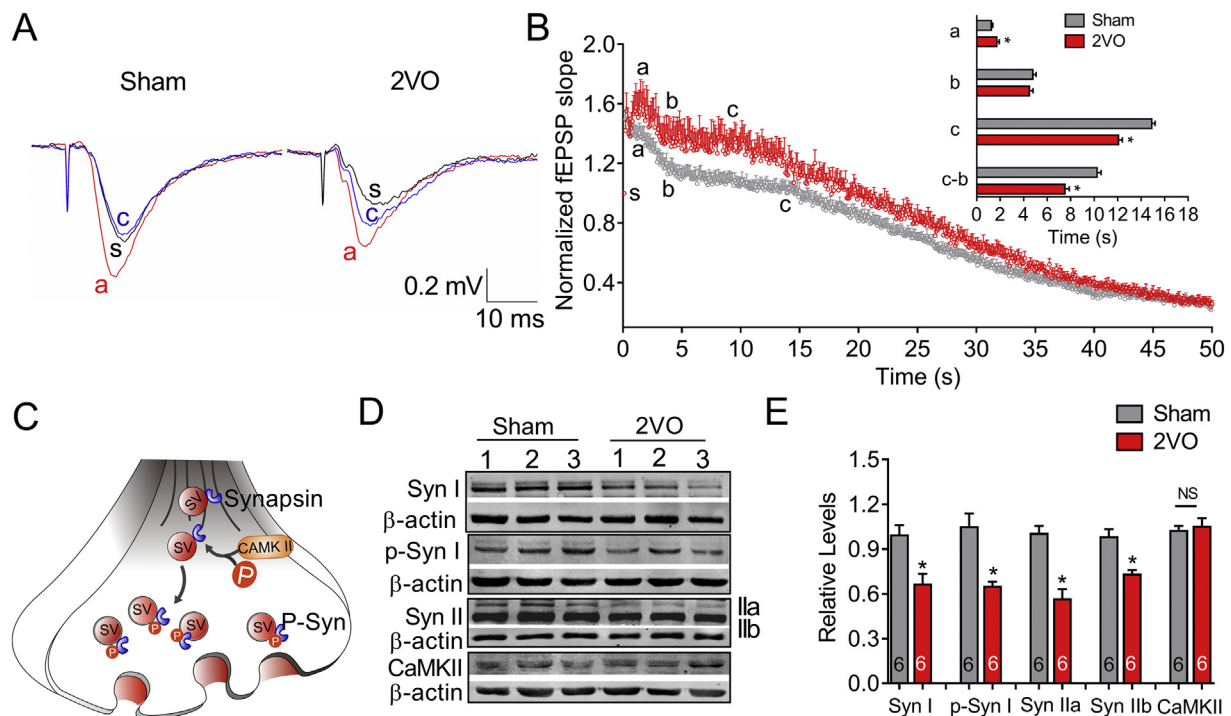 A
Sham
2VO
s
c
c
s
a
a
0.2 mV
10 ms
B
Normalized fEPSP slope
2.0
1.6
1.2
0.8
0.4
a
b
c
a
b
c
s
0 5 10 15 20 25 30 35 40 45 50
Time (s)
Sham
2VO
a
*
b
c
*
c-b
*
0 2 4 6 8 10 12 14 16 18
Time (s)
C
SV
Synapsin
SV
CAMK II
P
SV
P
SV
P
SV
P
SV
P
P-Syn
D
Sham 2VO
1 2 3 1 2 3
Syn I
β-actin
p-Syn I
β-actin
Syn II
IIa
IIb
β-actin
CaMKII
β-actin
E
Sham
2VO
Relative Levels
1.5
1.2
0.9
0.6
0.3
0.0
* * * * NS
6 6 6 6 6 6 6 6 6 6
Syn I p-Syn I Syn IIa Syn IIb CaMKII